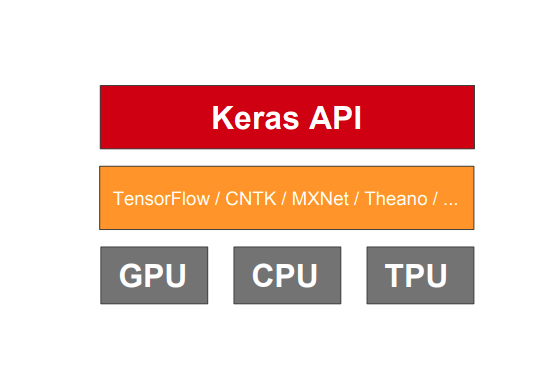 Keras API
TensorFlow / CNTK / MXNet / Theano / ...
GPU CPU TPU